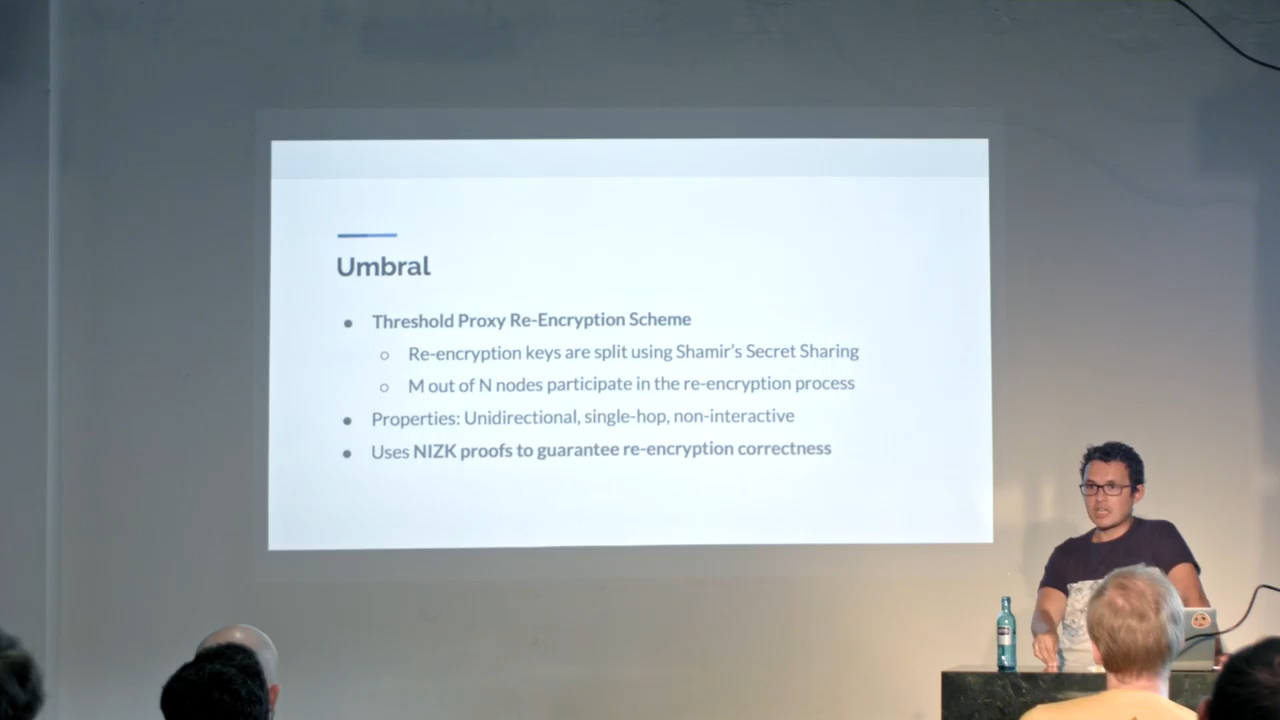 Umbral
● Threshold Proxy Re-Encryption Scheme
○ Re-encryption keys are split using Shamir's Secret Sharing
○ M out of N nodes participate in the re-encryption process
● Properties: Unidirectional, single-hop, non-interactive
● Uses NIZK proofs to guarantee re-encryption correctness